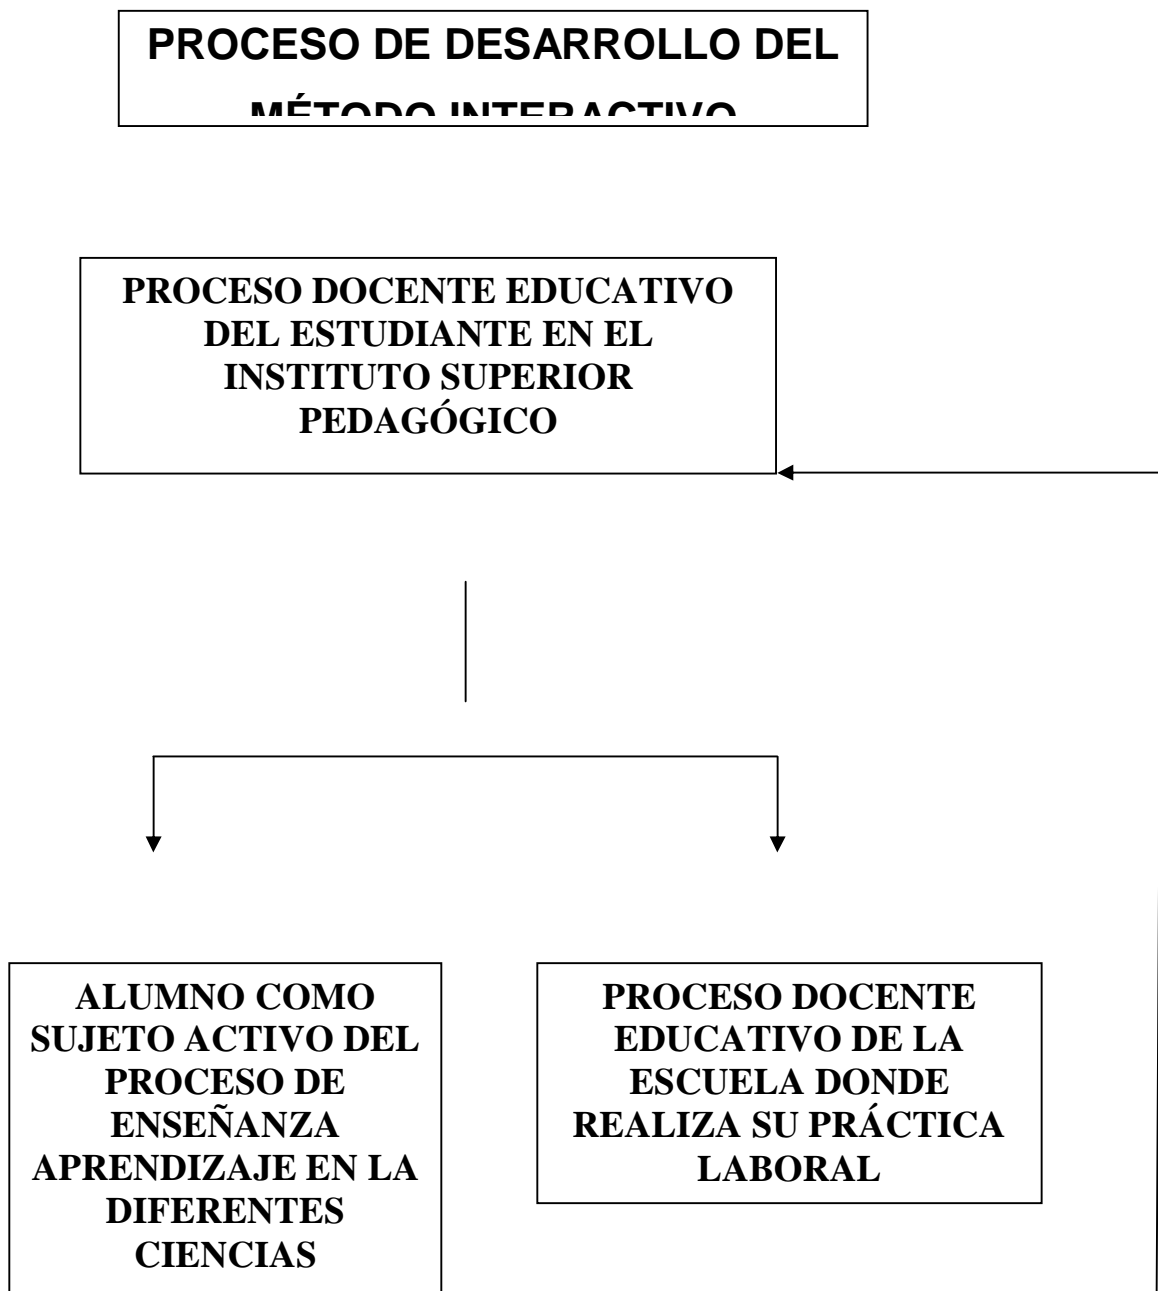 PROCESO DE DESARROLLO DEL
MÉTODO INTERACTIVO
PROCESO DOCENTE EDUCATIVO
DEL ESTUDIANTE EN EL
INSTITUTO SUPERIOR
PEDAGÓGICO
ALUMNO COMO
SUJETO ACTIVO DEL
PROCESO DE
ENSEÑANZA
APRENDIZAJE EN LA
DIFERENTES
CIENCIAS
PROCESO DOCENTE
EDUCATIVO DE LA
ESCUELA DONDE
REALIZA SU PRÁCTICA
LABORAL